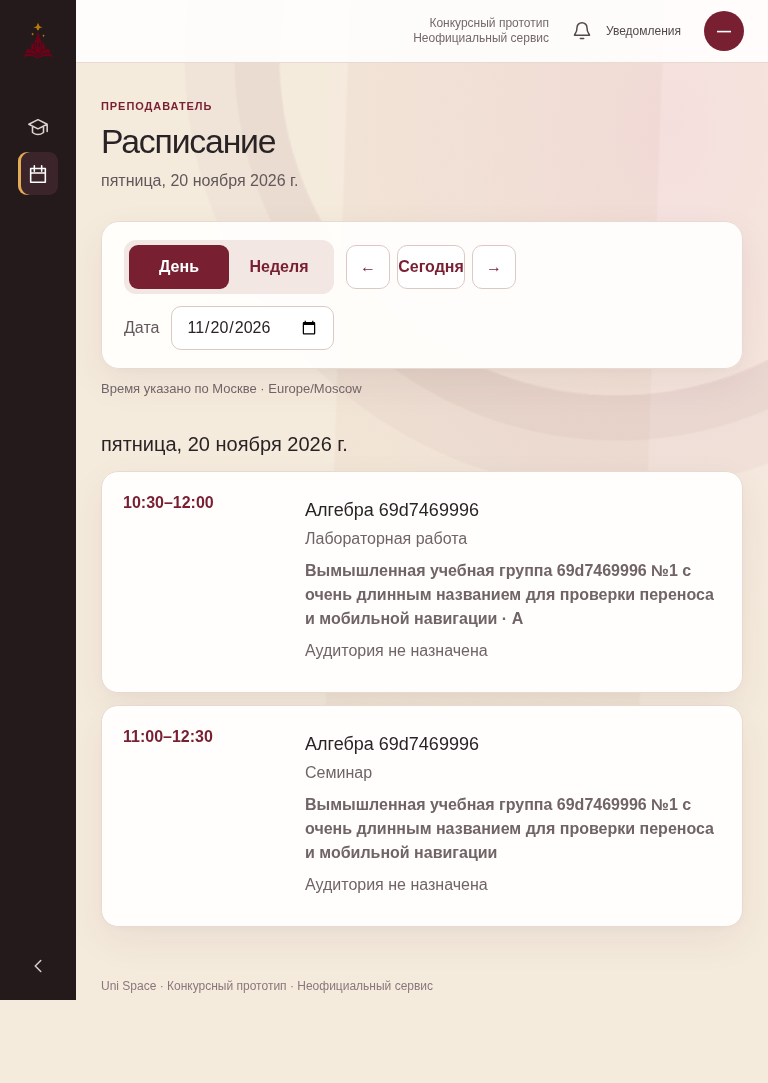 Конкурсный прототип
Неофициальный сервис
Уведомления
ПРЕПОДАВАТЕЛЬ
Расписание
пятница, 20 ноября 2026 г.
День
Неделя
←
Сегодня
→
Дата
11/20/2026
Время указано по Москве · Europe/Moscow
пятница, 20 ноября 2026 г.
10:30–12:00
Алгебра 69d7469996
Лабораторная работа
Вымышленная учебная группа 69d7469996 №1 с
очень длинным названием для проверки переноса
и мобильной навигации · А
Аудитория не назначена
11:00–12:30
Алгебра 69d7469996
Семинар
Вымышленная учебная группа 69d7469996 №1 с
очень длинным названием для проверки переноса
и мобильной навигации
Аудитория не назначена
Uni Space · Конкурсный прототип · Неофициальный сервис